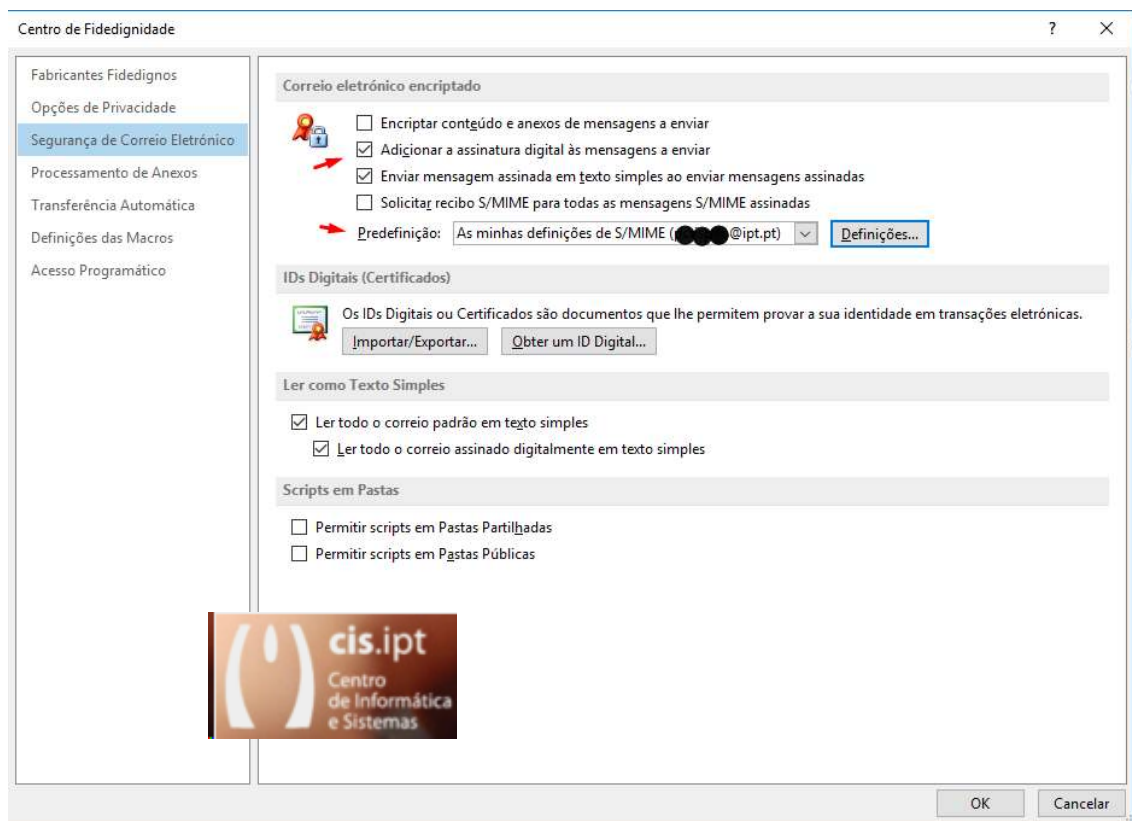 Centro de Fidedignidade
?
Fabricantes Fidedignos
Opções de Privacidade
Segurança de Correio Eletrónico
Processamento de Anexos
Transferência Automática
Definições das Macros
Acesso Programático
Correio eletrónico encriptado
Encriptar conteúdo e anexos de mensagens a enviar
Adicionar a assinatura digital às mensagens a enviar
Enviar mensagem assinada em texto simples ao enviar mensagens assinadas
Solicitar recibo S/MIME para todas as mensagens S/MIME assinadas
Predefinição: As minhas definições de S/MIME ( @ipt.pt) Definições...
IDs Digitais (Certificados)
Os IDs Digitais ou Certificados são documentos que lhe permitem provar a sua identidade em transações eletrónicas.
Importar/Exportar... Obter um ID Digital...
Ler como Texto Simples
Ler todo o correio padrão em texto simples
Ler todo o correio assinado digitalmente em texto simples
Scripts em Pastas
Permitir scripts em Pastas Partilhadas
Permitir scripts em Pastas Públicas
cis.ipt
Centro
de Informática
e Sistemas
OK Cancelar